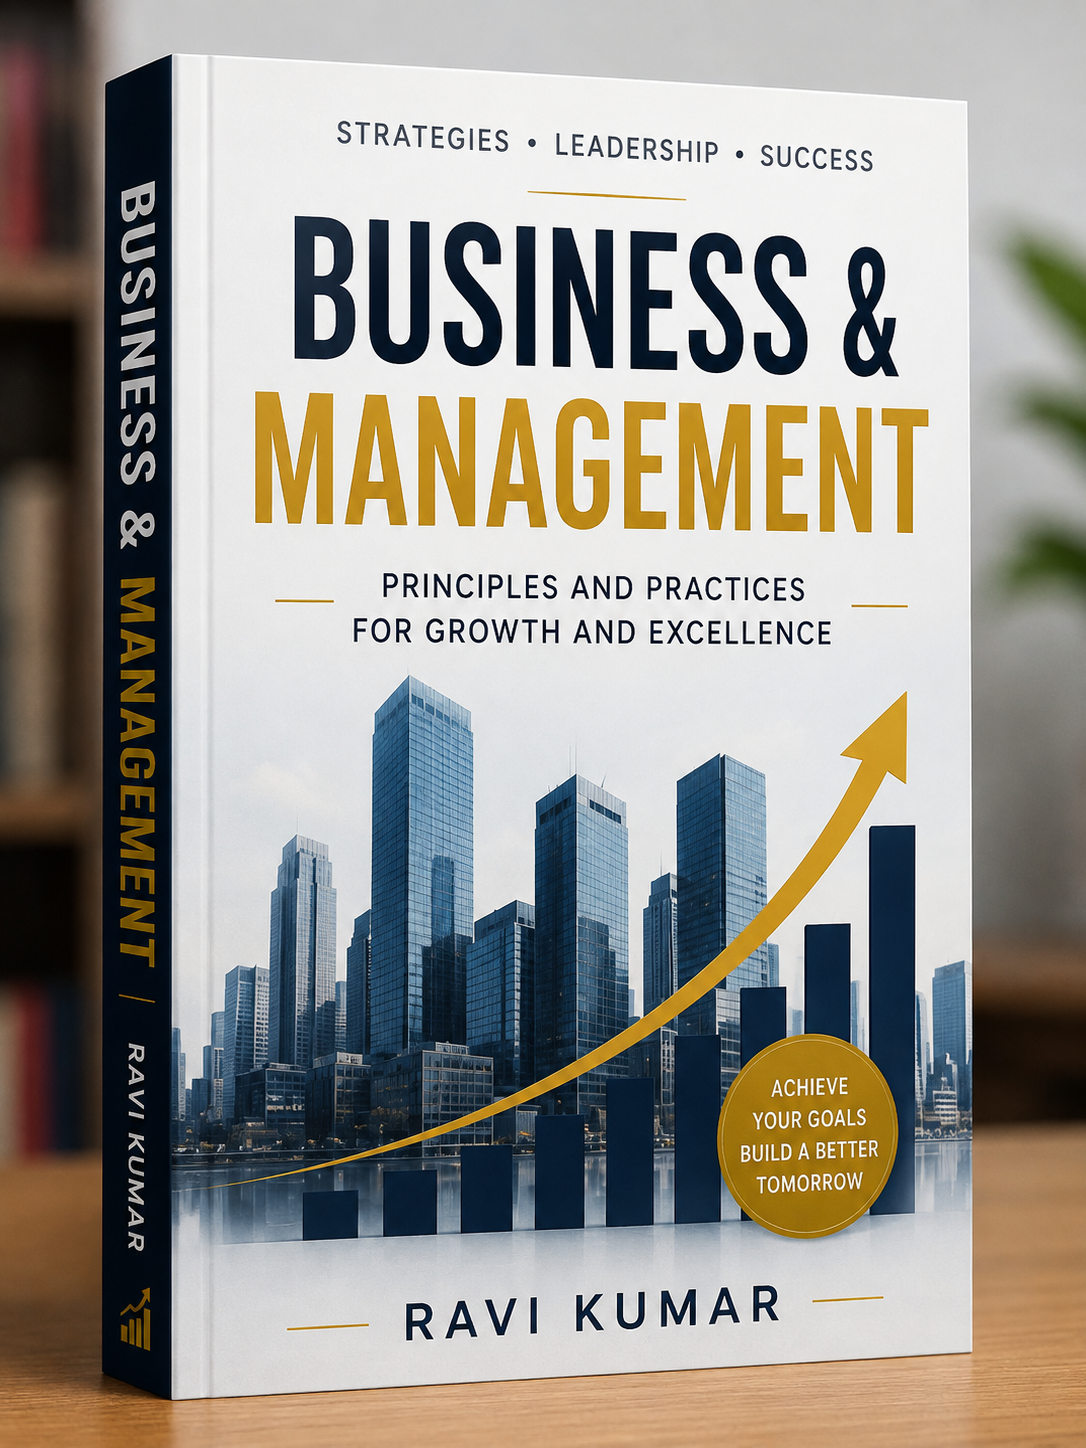 STRATEGIES • LEADERSHIP • SUCCESS
BUSINESS &
MANAGEMENT
PRINCIPLES AND PRACTICES
FOR GROWTH AND EXCELLENCE
ACHIEVE
YOUR GOALS
BUILD A BETTER
TOMORROW
RAVI KUMAR
BUSINESS & MANAGEMENT | RAVI KUMAR